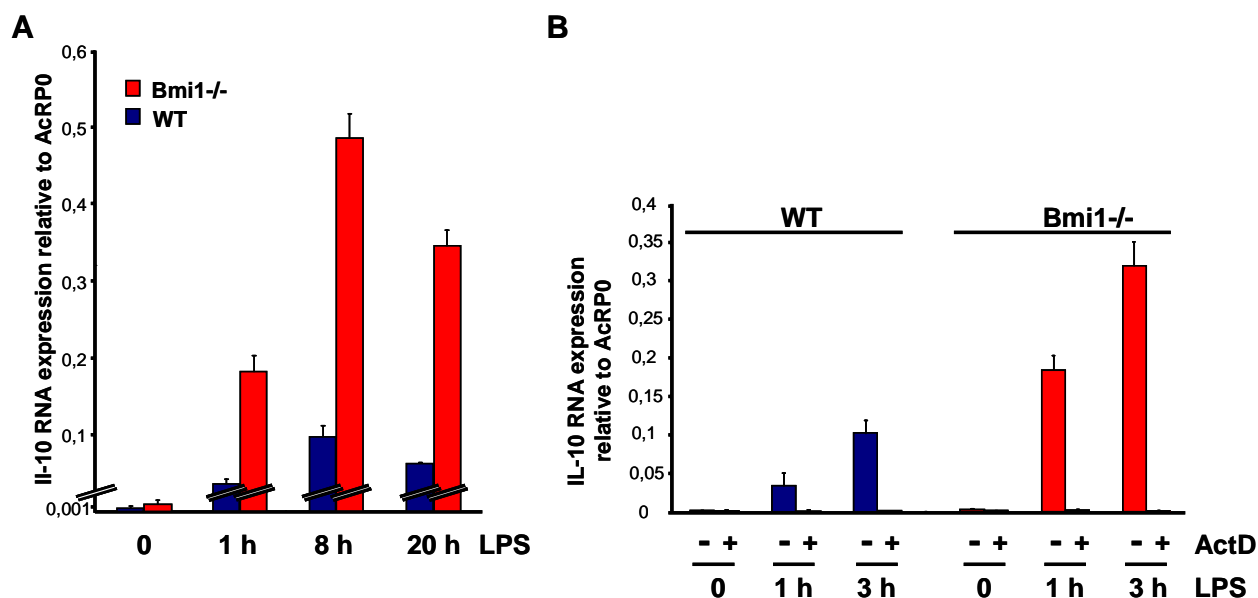 A
Il-10 RNA expression relative to AcRP0
0,6
0,5
0,4
0,3
0,2
0,1
0,001
Bmi1-/-
WT
0 1 h 8 h 20 h LPS
B
IL-10 RNA expression
relative to AcRP0
0,4
0,35
0,3
0,25
0,2
0,15
0,1
0,05
0
WT Bmi1-/-
- + - + - + - + - + - + ActD
0 1 h 3 h 0 1 h 3 h LPS